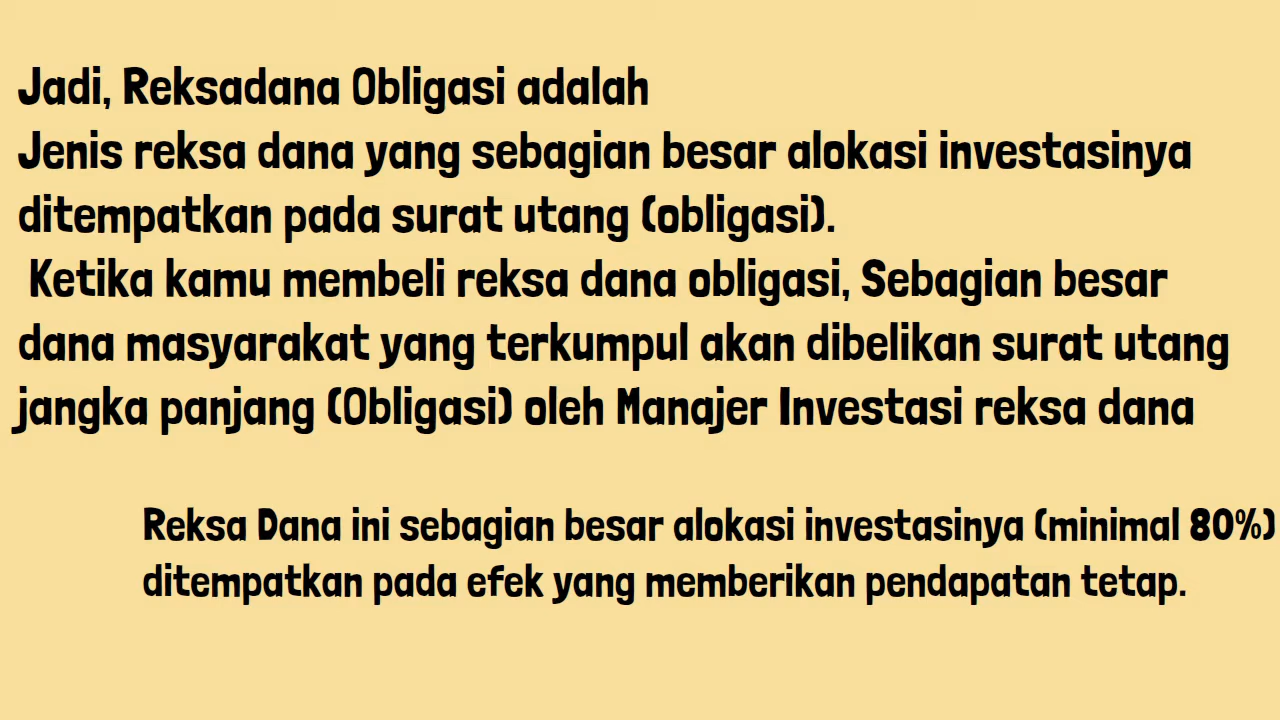 Jadi, Reksadana Obligasi adalah
Jenis reksa dana yang sebagian besar alokasi investasinya
ditempatkan pada surat utang (obligasi).
Ketika kamu membeli reksa dana obligasi, Sebagian besar
dana masyarakat yang terkumpul akan dibelikan surat utang
jangka panjang (Obligasi) oleh Manajer Investasi reksa dana
Reksa Dana ini sebagian besar alokasi investasinya (minimal 80%)
ditempatkan pada efek yang memberikan pendapatan tetap.